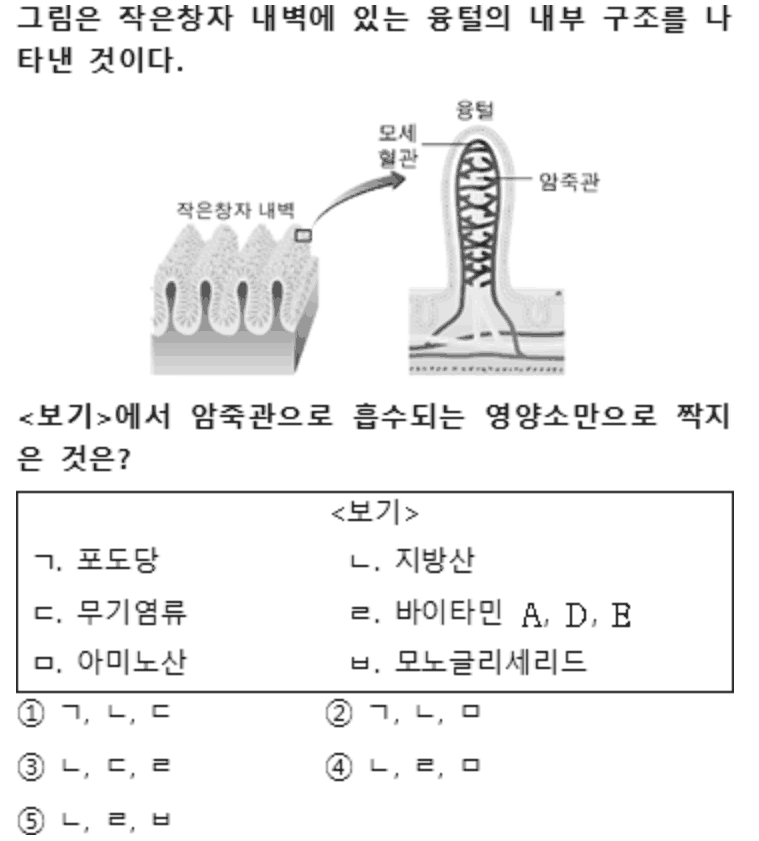 그림은 작은창자 내벽에 있는 융털의 내부 구조를 나
타낸 것이다.
융털
모세
혈관
암죽관
작은창자 내벽
<보기>에서 암죽관으로 흡수되는 영양소만으로 짝지
은 것은?
<보기>
ㄱ. 포도당 ㄴ. 지방산
ㄷ. 무기염류 ㄹ. 바이타민 A, D, E
ㅁ. 아미노산 ㅂ. 모노글리세리드
① ㄱ, ㄴ, ㄷ ② ㄱ, ㄴ, ㅁ
③ ㄴ, ㄷ, ㄹ ④ ㄴ, ㄹ, ㅁ
⑤ ㄴ, ㄹ, ㅂ